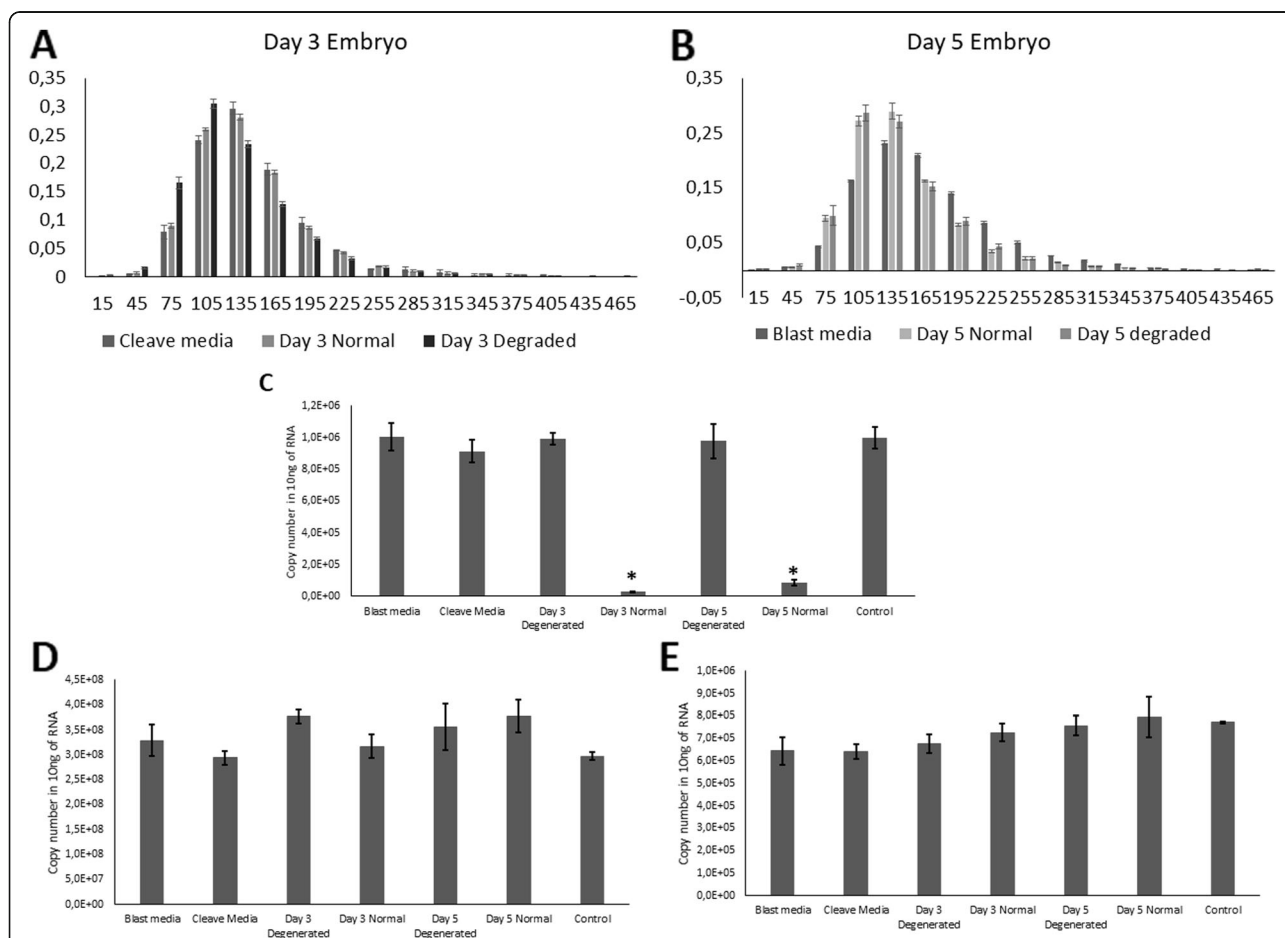 A
Day 3 Embryo
0,35
0,3
0,25
0,2
0,15
0,1
0,05
0
15 45 75 105 135 165 195 225 255 285 315 345 375 405 435 465
Cleave media Day 3 Normal Day 3 Degraded
B
Day 5 Embryo
0,35
0,25
0,15
0,05
-0,05
15 45 75 105 135 165 195 225 255 285 315 345 375 405 435 465
Blast media Day 5 Normal Day 5 degraded
C
Copy number in 10ng of RNA
1,2E+06
1,0E+06
8,0E+05
6,0E+05
4,0E+05
2,0E+05
0,0E+00
* *
Blast media Cleave Media Day 3 Degenerated Day 3 Normal Day 5 Degenerated Day 5 Normal Control
D
Copy number in 10ng of RNA
4,5E+08
4,0E+08
3,5E+08
3,0E+08
2,5E+08
2,0E+08
1,5E+08
1,0E+08
5,0E+07
0,0E+00
Blast media Cleave Media Day 3 Degenerated Day 3 Normal Day 5 Degenerated Day 5 Normal Control
E
Copy number in 10ng of RNA
1,0E+06
9,0E+05
8,0E+05
7,0E+05
6,0E+05
5,0E+05
4,0E+05
3,0E+05
2,0E+05
1,0E+05
0,0E+00
Blast media Cleave Media Day 3 Degenerated Day 3 Normal Day 5 Degenerated Day 5 Normal Control